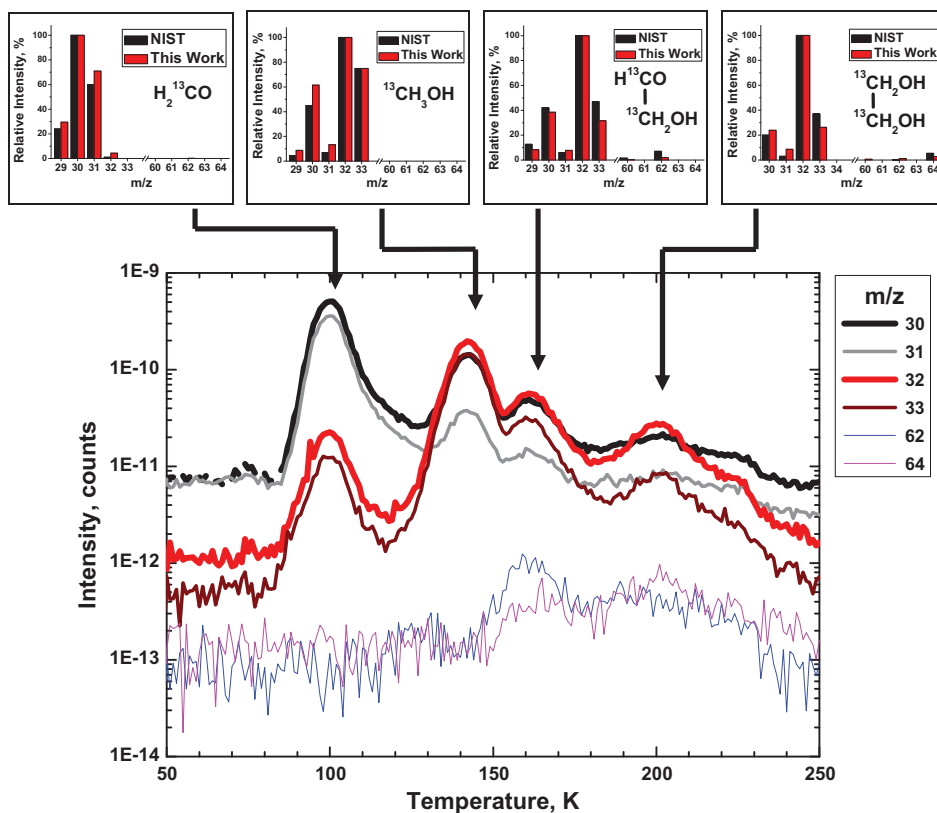 Relative Intensity, %
100
80
60
40
20
0
NIST
This Work
H₂¹³CO
29 30 31 32 33 60 61 62 63 64
m/z
Relative Intensity, %
100
80
60
40
20
0
NIST
This Work
¹³CH₃OH
29 30 31 32 33 60 61 62 63 64
m/z
Relative Intensity, %
100
80
60
40
20
0
NIST
This Work
H¹³CO
¹³CH₂OH
29 30 31 32 33 60 61 62 63 64
m/z
Relative Intensity, %
100
80
60
40
20
0
NIST
This Work
¹³CH₂OH
¹³CH₂OH
30 31 32 33 34 60 61 62 63 64
m/z
Intensity, counts
1E-9
1E-10
1E-11
1E-12
1E-13
1E-14
50 100 150 200 250
Temperature, K
m/z
30
31
32
33
62
64